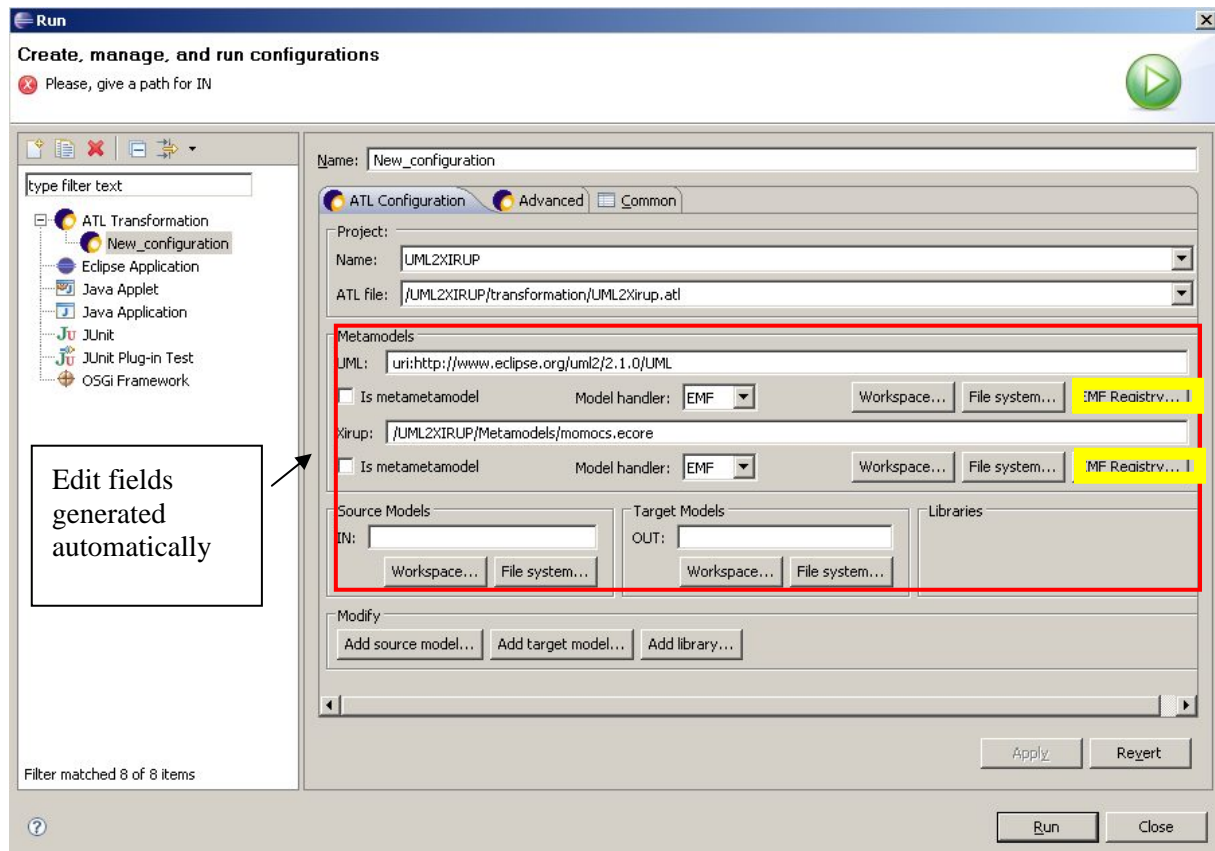 Run
Create, manage, and run configurations
Please, give a path for IN
type filter text
ATL Transformation
New_configuration
Eclipse Application
Java Applet
Java Application
JUnit
JUnit Plug-in Test
OSGi Framework
Edit fields
generated
automatically
Filter matched 8 of 8 items
Name: New_configuration
ATL Configuration Advanced Common
Project:
Name: UML2XIRUP
ATL file: /UML2XIRUP/transformation/UML2Xirup.atl
Metamodels
UML: uri:http://www.eclipse.org/uml2/2.1.0/UML
Is metametamodel Model handler: EMF Workspace... File system... EMF Registry...
Xirup: /UML2XIRUP/Metamodels/momocs.ecore
Is metametamodel Model handler: EMF Workspace... File system... EMF Registry...
Source Models Target Models Libraries
IN: OUT:
Workspace... File system... Workspace... File system...
Modify
Add source model... Add target model... Add library...
Apply Revert
Run Close